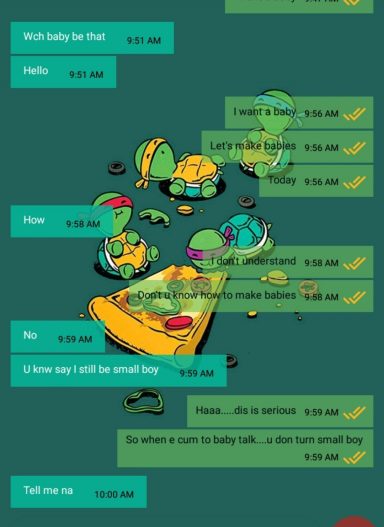 Wch baby be that 9:51 AM
Hello 9:51 AM
I want a baby 9:56 AM
Let's make babies 9:56 AM
Today 9:56 AM
How 9:58 AM
I don't understand 9:58 AM
Don't u know how to make babies 9:58 AM
No 9:59 AM
U knw say I still be small boy 9:59 AM
Haaa.....dis is serious 9:59 AM
So when e cum to baby talk....u don turn small boy
9:59 AM
Tell me na 10:00 AM